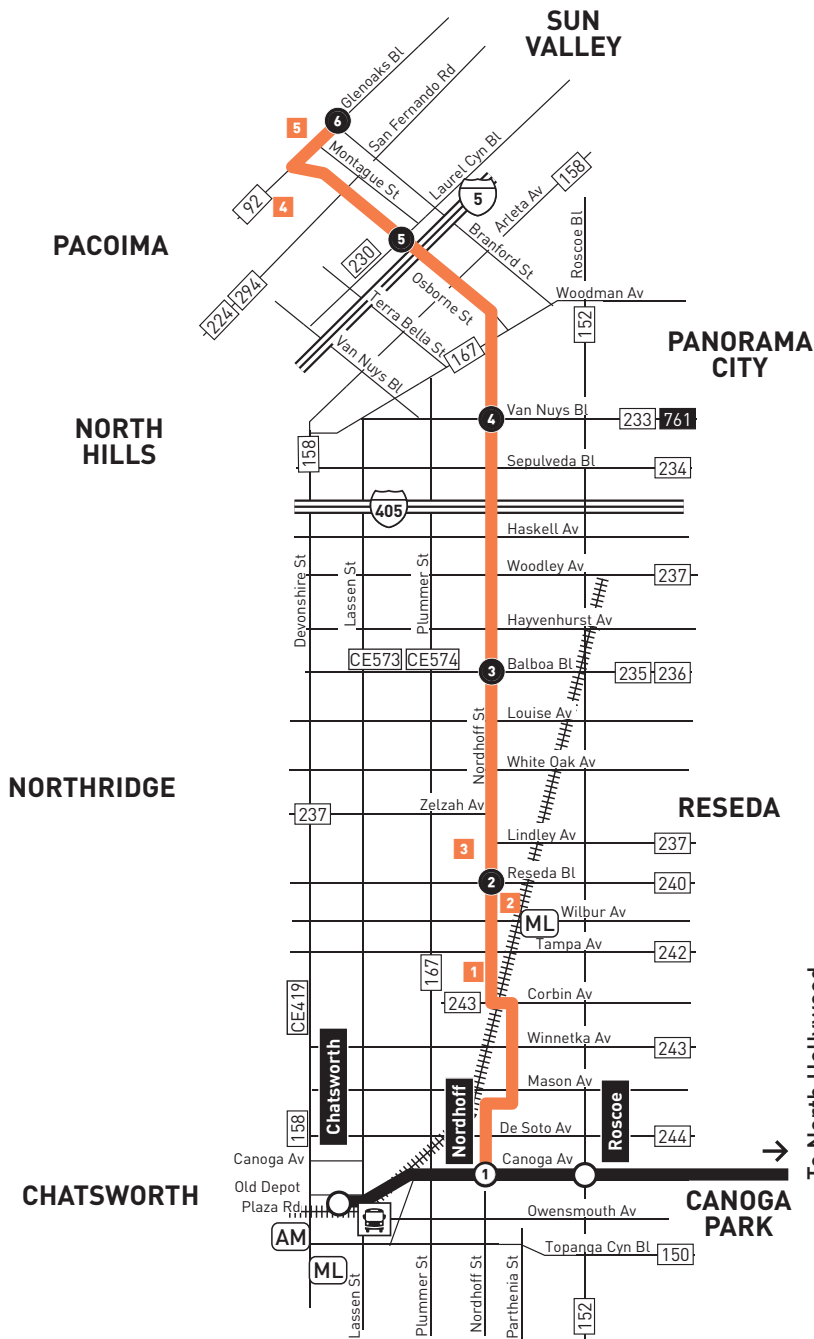 SUN
VALLEY
Glenoaks Bl
6
5
San Fernando Rd
Montague St
Laurel Cyn Bl
158
5
92
4
Arleta Av
Branford St
Roscoe Bl
PACOIMA
5
230
Osborne St
224
294
Terra Bella St
Woodman Av
152
167
PANORAMA
CITY
Van Nuys Bl
4
Van Nuys Bl
233
761
NORTH
HILLS
158
Sepulveda Bl
234
405
Haskell Av
Devonshire St
Lassen St
Plummer St
Woodley Av
237
Hayvenhurst Av
CE573
CE574
3
Balboa Bl
235
236
Nordhoff St
Louise Av
White Oak Av
NORTHRIDGE
Zelzah Av
237
RESEDA
Lindley Av
237
3
2
Reseda Bl
240
2
Wilbur Av
ML
Tampa Av
242
1
167
243
Corbin Av
CE419
Winnetka Av
243
Chatsworth
Mason Av
Nordhoff
Roscoe
158
De Soto Av
244
Canoga Av
1
Canoga Av
To North Hollywood
CHATSWORTH
Old Depot
Plaza Rd
CANOGA
PARK
Owensmouth Av
AM
Topanga Cyn Bl
150
ML
Lassen St
Plummer St
Nordhoff St
Parthenia St
152